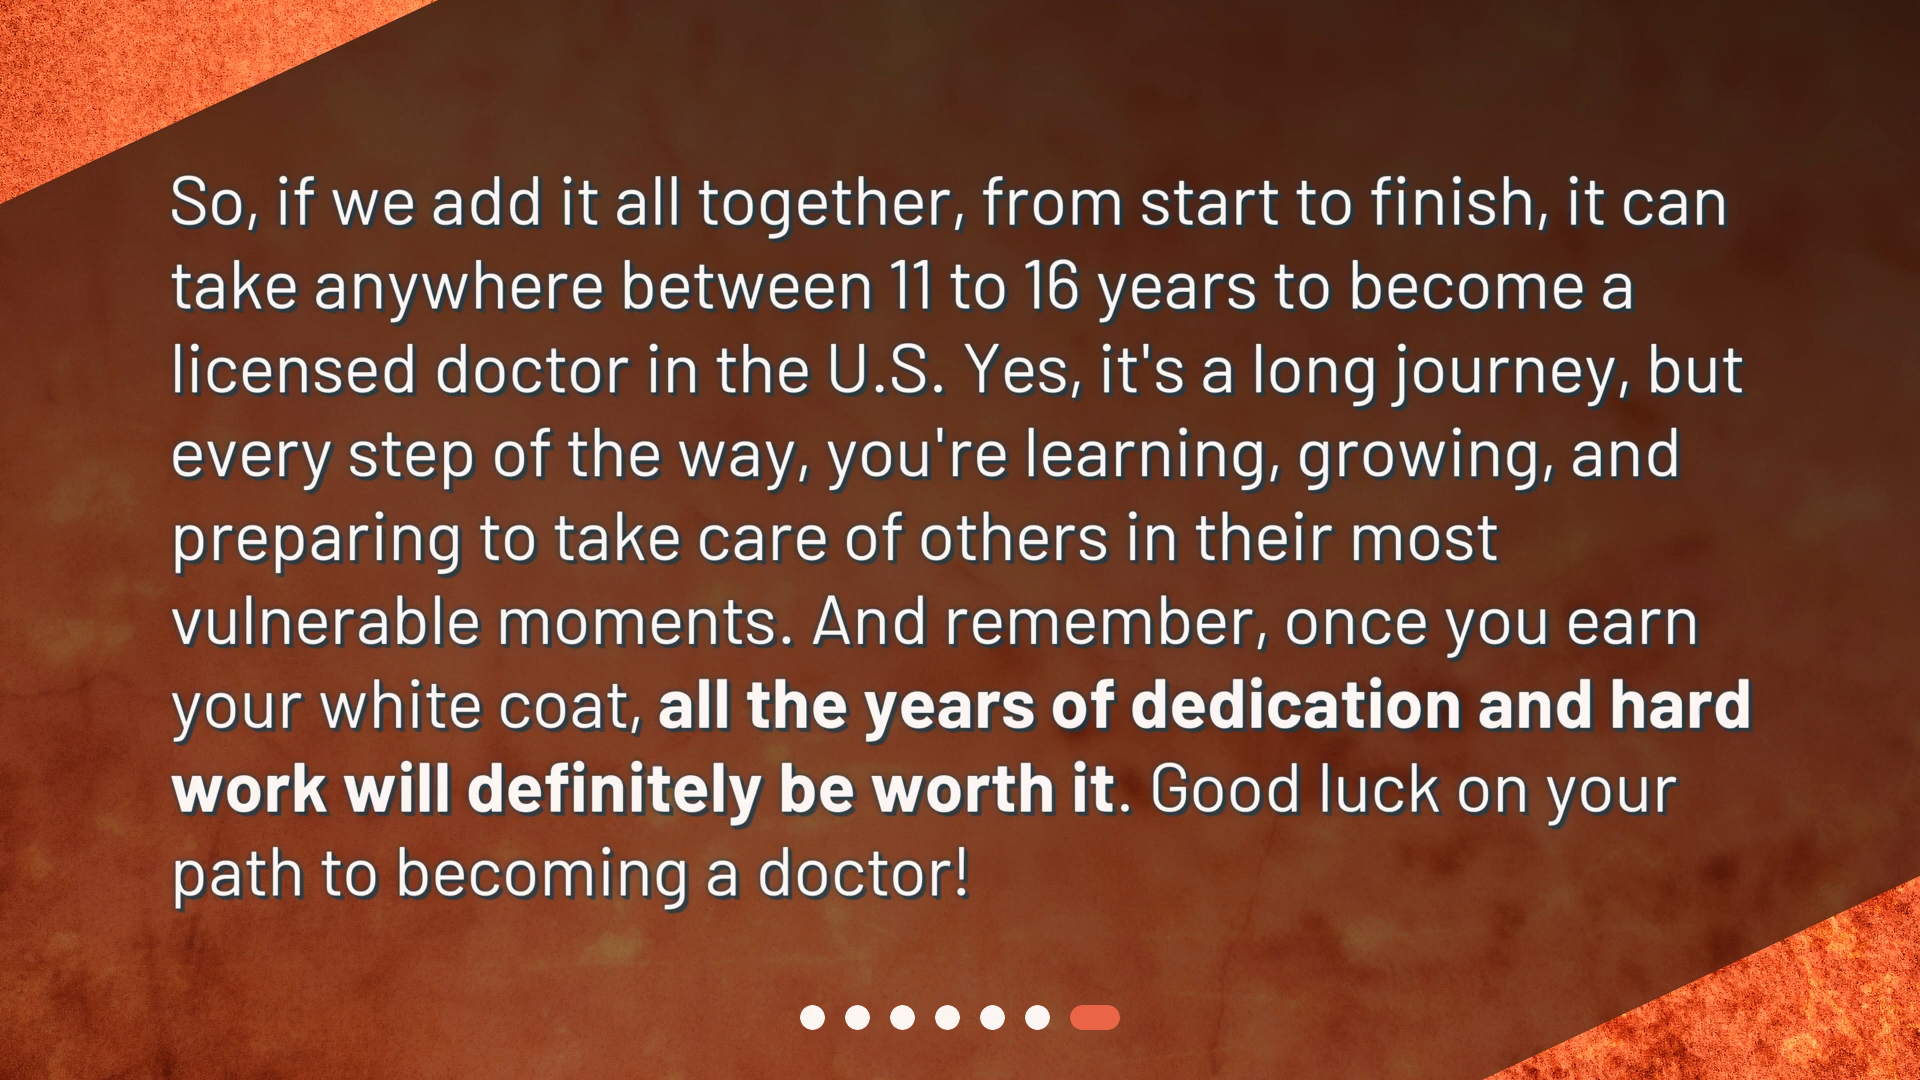 So, if we add it all together, from start to finish, it can
take anywhere between 11 to 16 years to become a
licensed doctor in the U.S. Yes, it's a long journey, but
every step of the way, you're learning, growing, and
preparing to take care of others in their most
vulnerable moments. And remember, once you earn
your white coat, all the years of dedication and hard
work will definitely be worth it. Good luck on your
path to becoming a doctor!